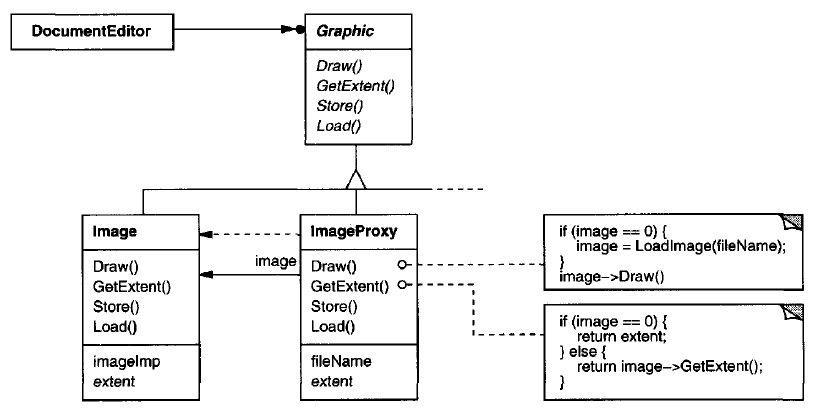 DocumentEditor
Graphic
Draw()
GetExtent()
Store()
Load()
Image
Draw()
GetExtent()
Store()
Load()
imageImp
extent
image
ImageProxy
Draw()
GetExtent()
Store()
Load()
fileName
extent
if (image == 0) {
image = LoadImage(fileName);
}
image->Draw()
if (image == 0) {
return extent;
} else {
return image->GetExtent();
}